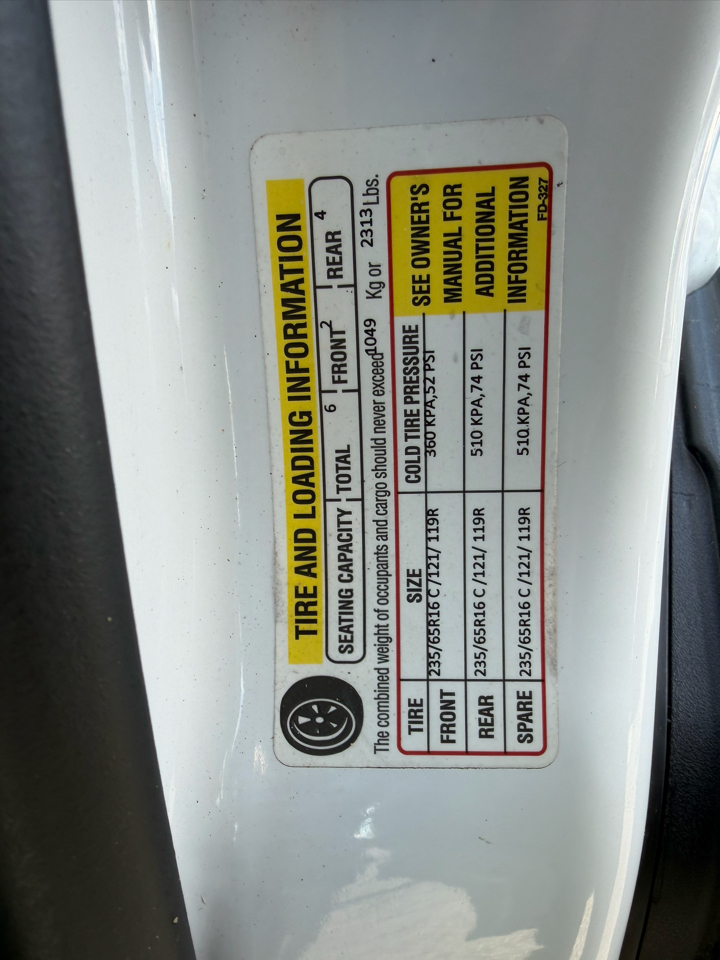 TIRE AND LOADING INFORMATION
SEATING CAPACITY TOTAL 6 FRONT 2 REAR 4
The combined weight of occupants and cargo should never exceed 1049 Kg or 2313 Lbs.
TIRE SIZE COLD TIRE PRESSURE SEE OWNER'S MANUAL FOR ADDITIONAL INFORMATION
FRONT 235/65R16 C /121/ 119R 360 KPA,52 PSI
REAR 235/65R16 C /121/ 119R 510 KPA,74 PSI
SPARE 235/65R16 C /121/ 119R 510.KPA,74 PSI
FD-327